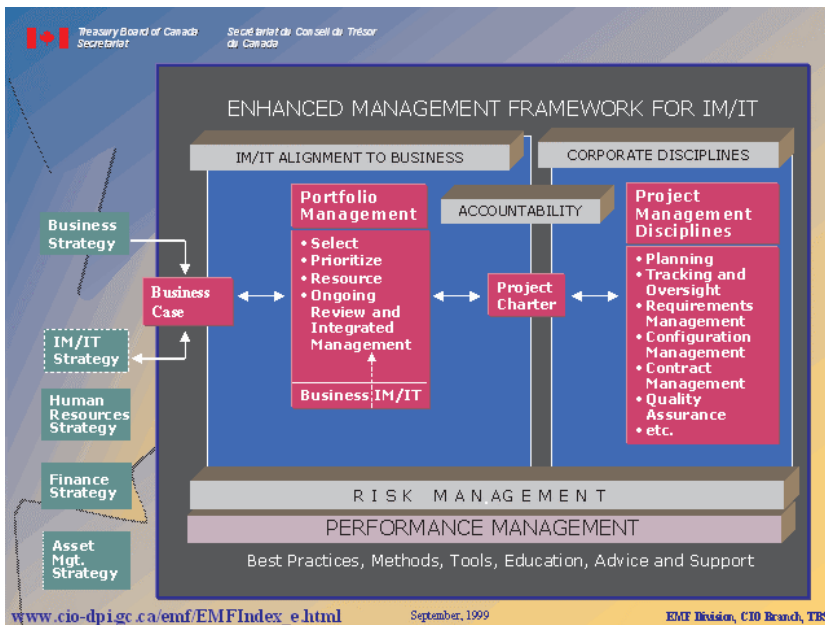 Treasury Board of Canada
Secretariat
Secrétariat du Conseil du Trésor
du Canada
ENHANCED MANAGEMENT FRAMEWORK FOR IM/IT
IM/IT ALIGNMENT TO BUSINESS
CORPORATE DISCIPLINES
ACCOUNTABILITY
Business
Strategy
IM/IT
Strategy
Human
Resources
Strategy
Finance
Strategy
Asset
Mgt.
Strategy
Business
Case
Portfolio
Management
• Select
• Prioritize
• Resource
• Ongoing
Review and
Integrated
Management
Business IM/IT
Project
Charter
Project
Management
Disciplines
• Planning
• Tracking and
Oversight
• Requirements
Management
• Configuration
Management
• Contract
Management
• Quality
Assurance
• etc.
RISK MANAGEMENT
PERFORMANCE MANAGEMENT
Best Practices, Methods, Tools, Education, Advice and Support
www.cio-dpi.gc.ca/emf/EMFIndex_e.html
September, 1999
EMF Division, CIO Branch, TBS